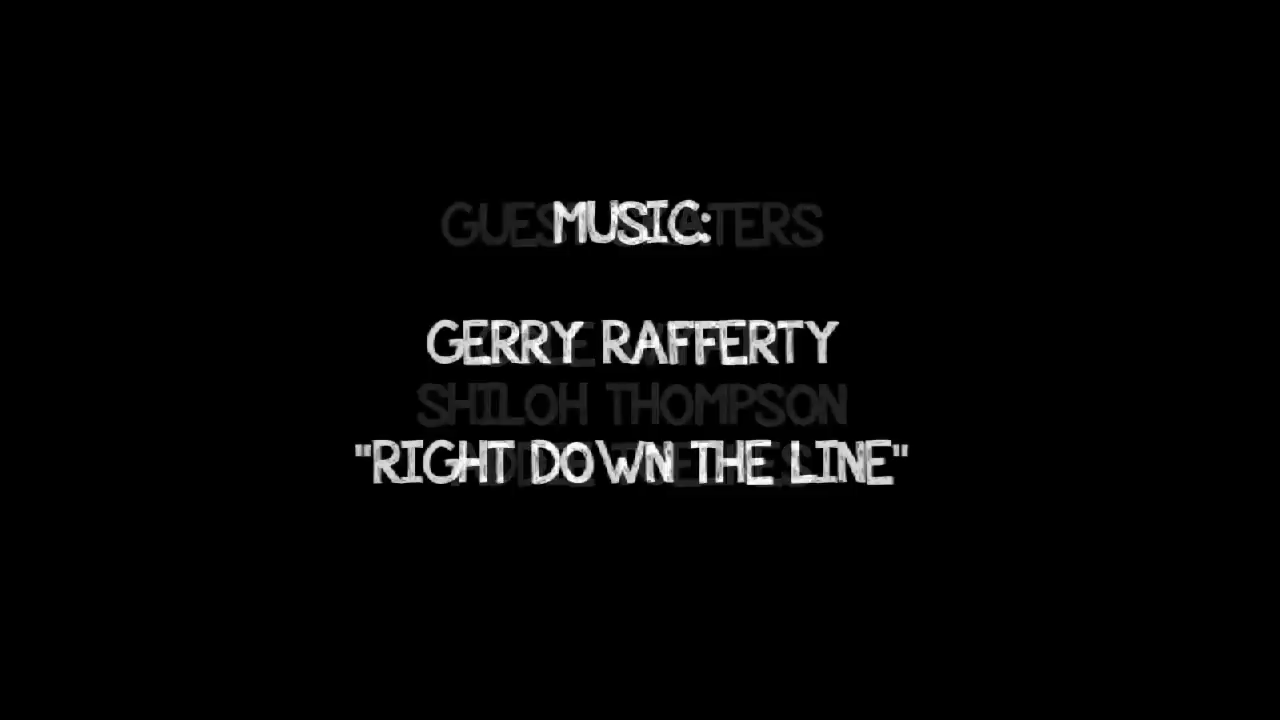 MUSIC:
GERRY RAFFERTY
SHILOH THOMPSON
"RIGHT DOWN THE LINE"